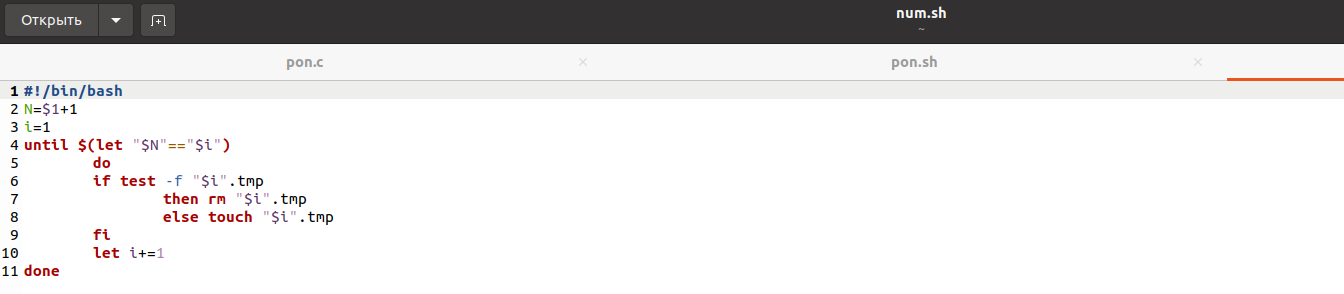 Открыть
num.sh
~
pon.c × pon.sh ×
1 #!/bin/bash
2 N=$1+1
3 i=1
4 until $(let "$N"=="$i")
5 do
6 if test -f "$i".tmp
7 then rm "$i".tmp
8 else touch "$i".tmp
9 fi
10 let i+=1
11 done